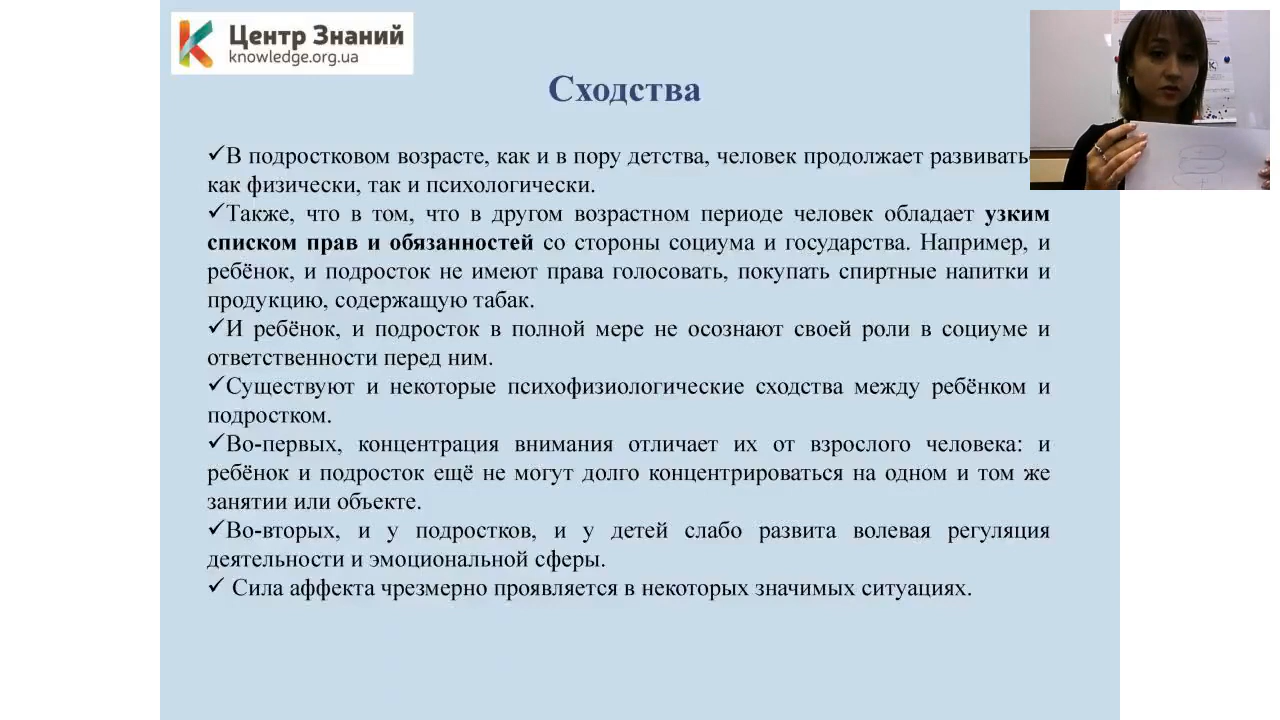 Центр Знаний
knowledge.org.ua
Сходства
✓В подростковом возрасте, как и в пору детства, человек продолжает развивать
как физически, так и психологически.
✓Также, что в том, что в другом возрастном периоде человек обладает узким
списком прав и обязанностей со стороны социума и государства. Например, и
ребёнок, и подросток не имеют права голосовать, покупать спиртные напитки и
продукцию, содержащую табак.
✓И ребёнок, и подросток в полной мере не осознают своей роли в социуме и
ответственности перед ним.
✓Существуют и некоторые психофизиологические сходства между ребёнком и
подростком.
✓Во-первых, концентрация внимания отличает их от взрослого человека: и
ребёнок и подросток ещё не могут долго концентрироваться на одном и том же
занятии или объекте.
✓Во-вторых, и у подростков, и у детей слабо развита волевая регуляция
деятельности и эмоциональной сферы.
✓ Сила аффекта чрезмерно проявляется в некоторых значимых ситуациях.